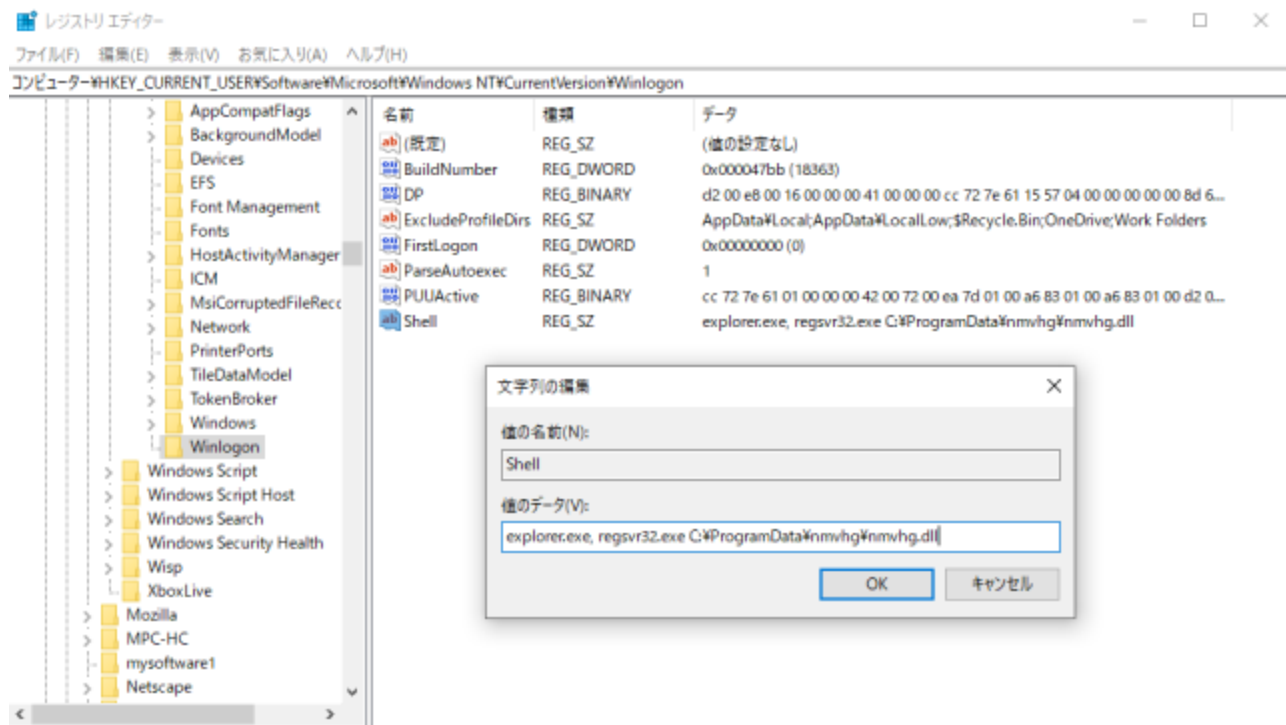 レジストリ エディター
ファイル(F) 編集(E) 表示(V) お気に入り(A) ヘルプ(H)
コンピューター¥HKEY_CURRENT_USER¥Software¥Microsoft¥Windows NT¥CurrentVersion¥Winlogon
AppCompatFlags
BackgroundModel
Devices
EFS
Font Management
Fonts
HostActivityManager
ICM
MsiCorruptedFileRecc
Network
PrinterPorts
TileDataModel
TokenBroker
Windows
Winlogon
Windows Script
Windows Script Host
Windows Search
Windows Security Health
Wisp
XboxLive
Mozilla
MPC-HC
mysoftware1
Netscape
名前 種類 データ
(既定) REG_SZ (値の設定なし)
BuildNumber REG_DWORD 0x000047bb (18363)
DP REG_BINARY d2 00 e8 00 16 00 00 00 41 00 00 00 cc 72 7e 61 15 57 04 00 00 00 00 00 8d 6...
ExcludeProfileDirs REG_SZ AppData¥Local;AppData¥LocalLow;$Recycle.Bin;OneDrive;Work Folders
FirstLogon REG_DWORD 0x00000000 (0)
ParseAutoexec REG_SZ 1
PUUActive REG_BINARY cc 72 7e 61 01 00 00 00 42 00 72 00 ea 7d 01 00 a6 83 01 00 a6 83 01 00 d2 0...
Shell REG_SZ explorer.exe, regsvr32.exe C:¥ProgramData¥nmvhg¥nmvhg.dll
文字列の編集
値の名前(N):
Shell
値のデータ(V):
explorer.exe, regsvr32.exe C:¥ProgramData¥nmvhg¥nmvhg.dll
OK キャンセル